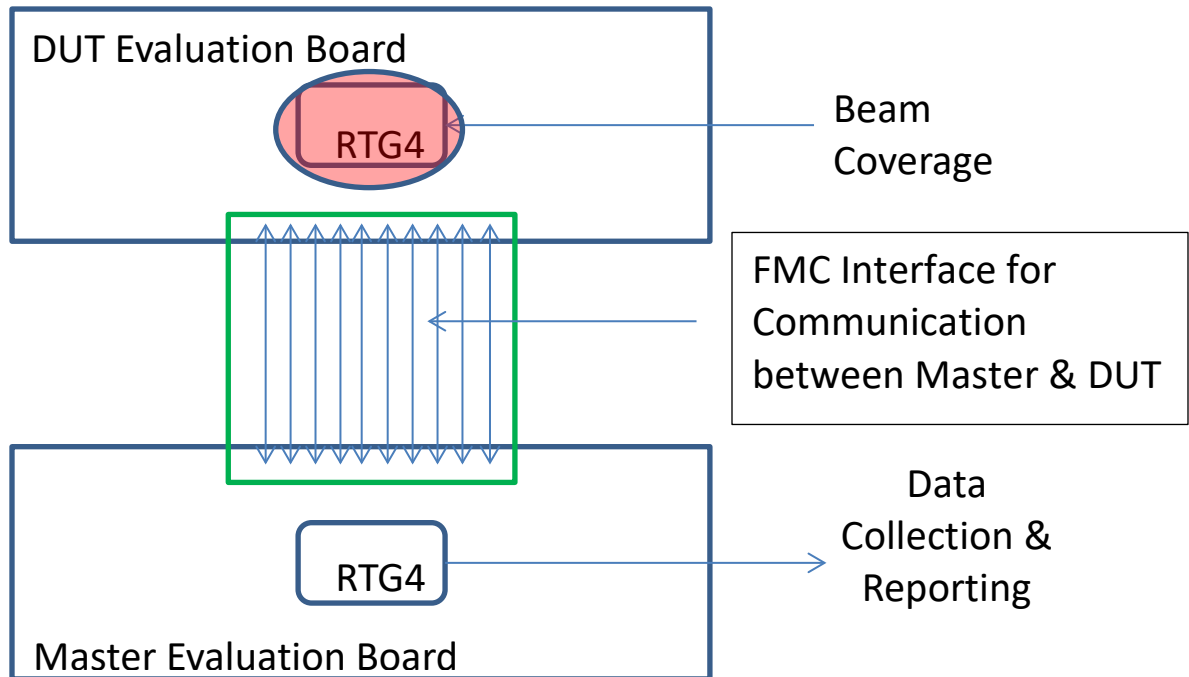 DUT Evaluation Board
RTG4
Beam
Coverage
FMC Interface for
Communication
between Master & DUT
Data
Collection &
Reporting
RTG4
Master Evaluation Board